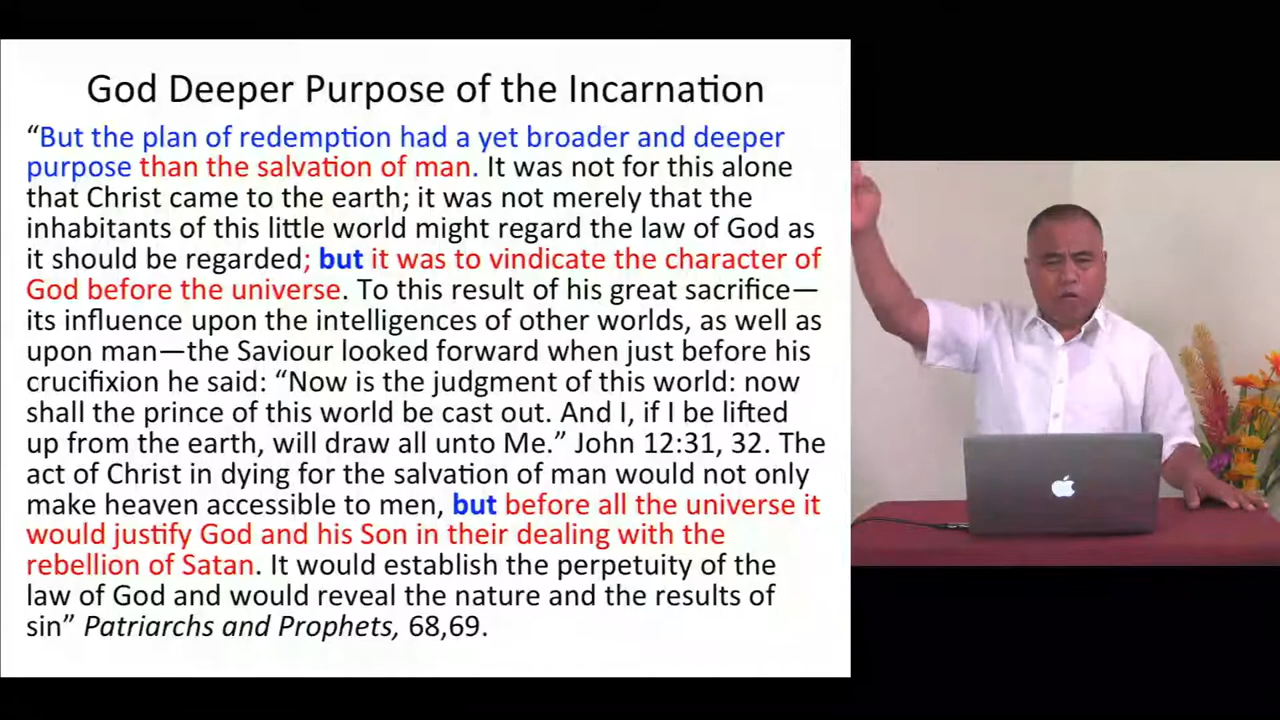 God Deeper Purpose of the Incarnation
“But the plan of redemption had a yet broader and deeper
purpose than the salvation of man. It was not for this alone
that Christ came to the earth; it was not merely that the
inhabitants of this little world might regard the law of God as
it should be regarded; but it was to vindicate the character of
God before the universe. To this result of his great sacrifice—
its influence upon the intelligences of other worlds, as well as
upon man—the Saviour looked forward when just before his
crucifixion he said: “Now is the judgment of this world: now
shall the prince of this world be cast out. And I, if I be lifted
up from the earth, will draw all unto Me.” John 12:31, 32. The
act of Christ in dying for the salvation of man would not only
make heaven accessible to men, but before all the universe it
would justify God and his Son in their dealing with the
rebellion of Satan. It would establish the perpetuity of the
law of God and would reveal the nature and the results of
sin” Patriarchs and Prophets, 68,69.